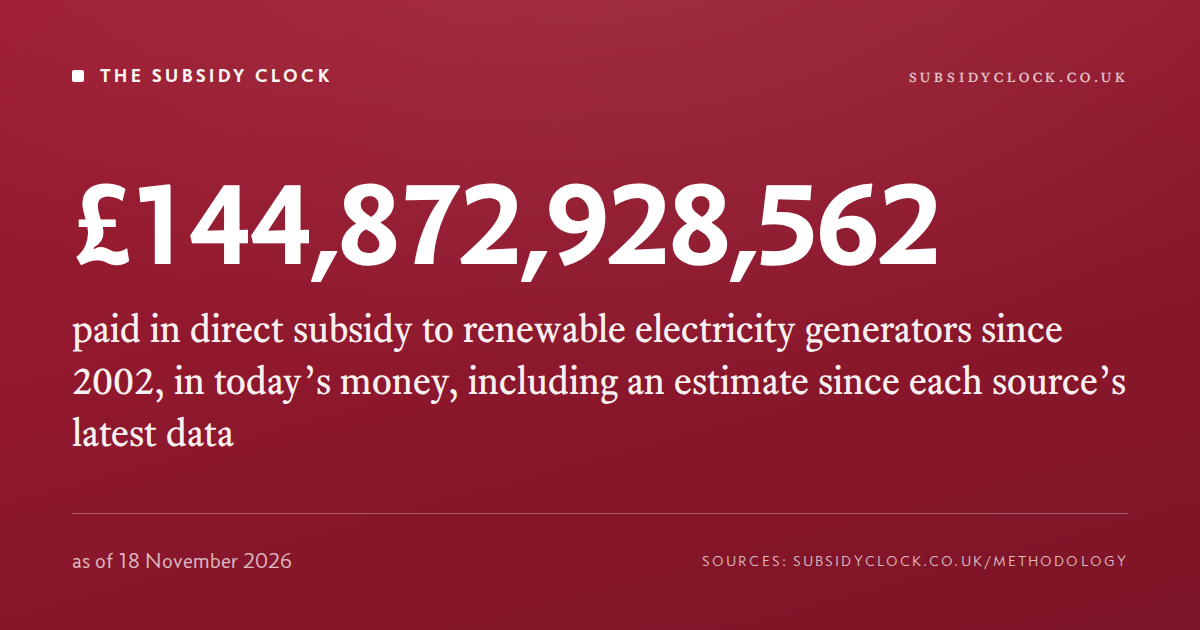 THE SUBSIDY CLOCK
SUBSIDYCLOCK.CO.UK
£144,872,928,562
paid in direct subsidy to renewable electricity generators since
2002, in today’s money, including an estimate since each source’s
latest data
as of 18 November 2026
SOURCES: SUBSIDYCLOCK.CO.UK/METHODOLOGY